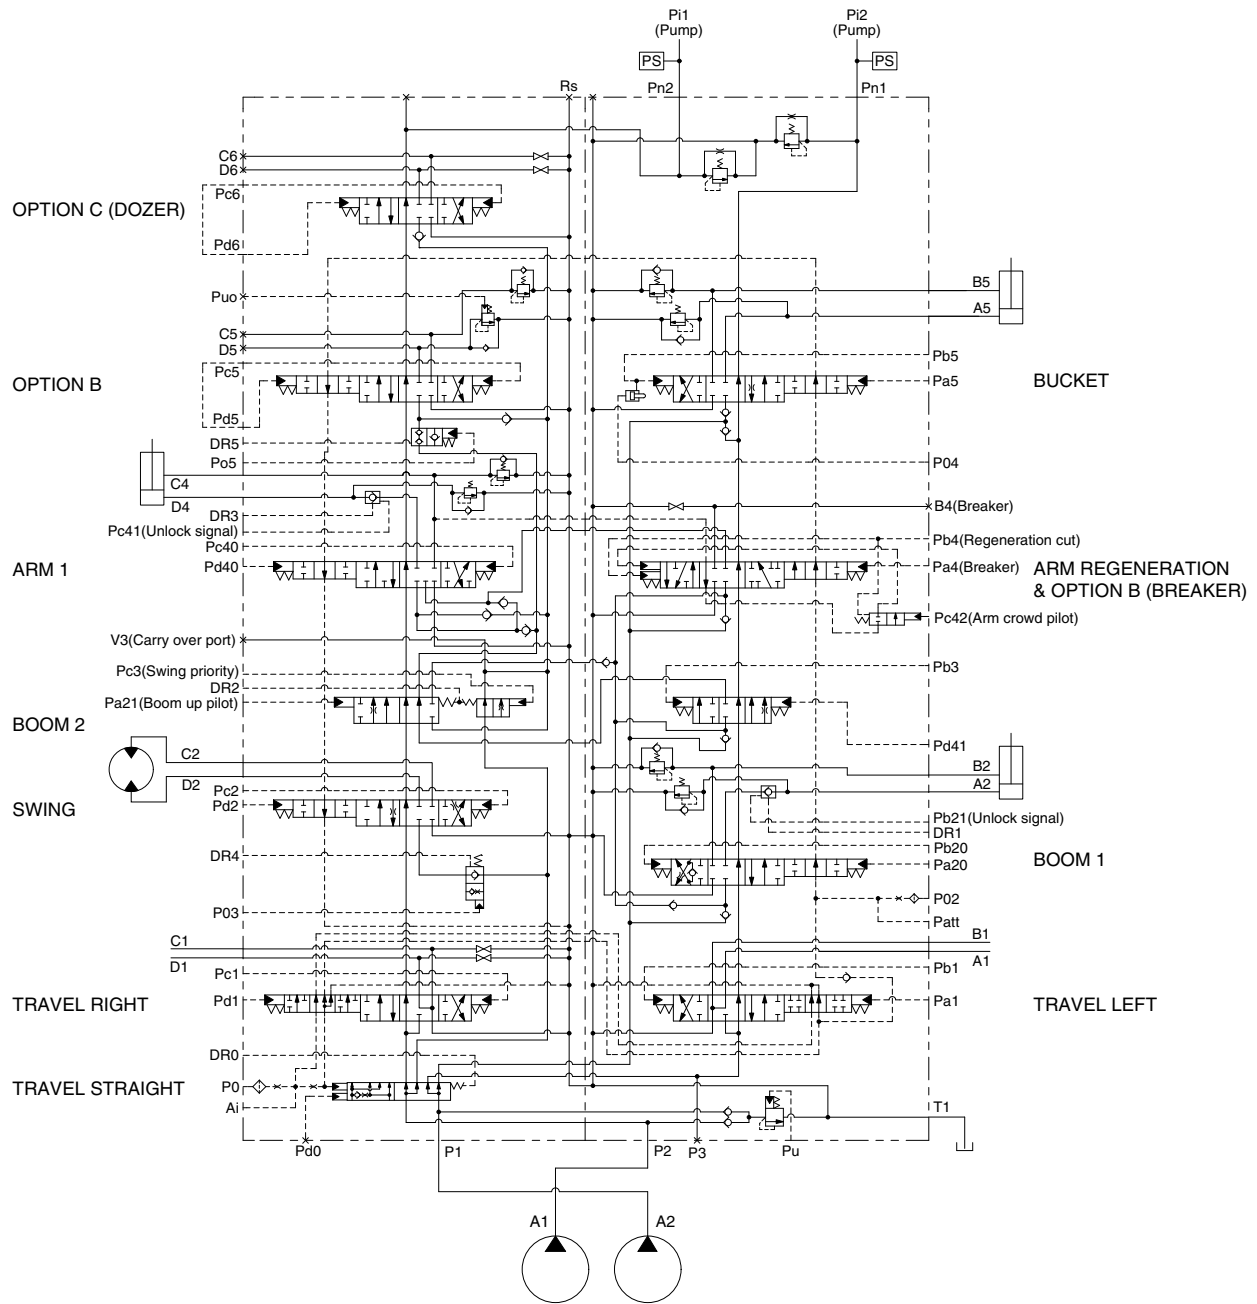 Pi1
(Pump)
Pi2
(Pump)
PS
PS
Rs
Pn2
Pn1
C6
D6
Pc6
OPTION C (DOZER)
Pd6
Puo
C5
D5
Pc5
OPTION B
Pd5
DR5
Po5
C4
D4
DR3
Pc41(Unlock signal)
Pc40
Pd40
ARM 1
V3(Carry over port)
Pc3(Swing priority)
DR2
Pa21(Boom up pilot)
BOOM 2
C2
D2
Pc2
Pd2
SWING
DR4
P03
C1
D1
Pc1
Pd1
TRAVEL RIGHT
DR0
TRAVEL STRAIGHT
P0
Ai
Pd0
P1
P2
P3
Pu
T1
B5
A5
Pb5
Pa5
BUCKET
P04
B4(Breaker)
Pb4(Regeneration cut)
Pa4(Breaker)
ARM REGENERATION
& OPTION B (BREAKER)
Pc42(Arm crowd pilot)
Pb3
Pd41
B2
A2
Pb21(Unlock signal)
DR1
Pb20
Pa20
BOOM 1
P02
Patt
B1
A1
Pb1
Pa1
TRAVEL LEFT
A1
A2